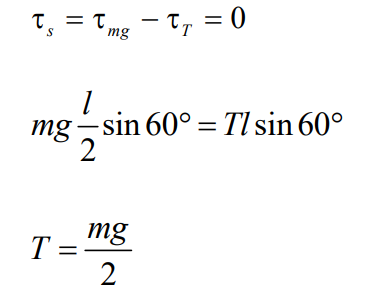 τ_s = τ_mg − τ_T = 0
mg l/2 sin 60° = Tl sin 60°
T = mg/2